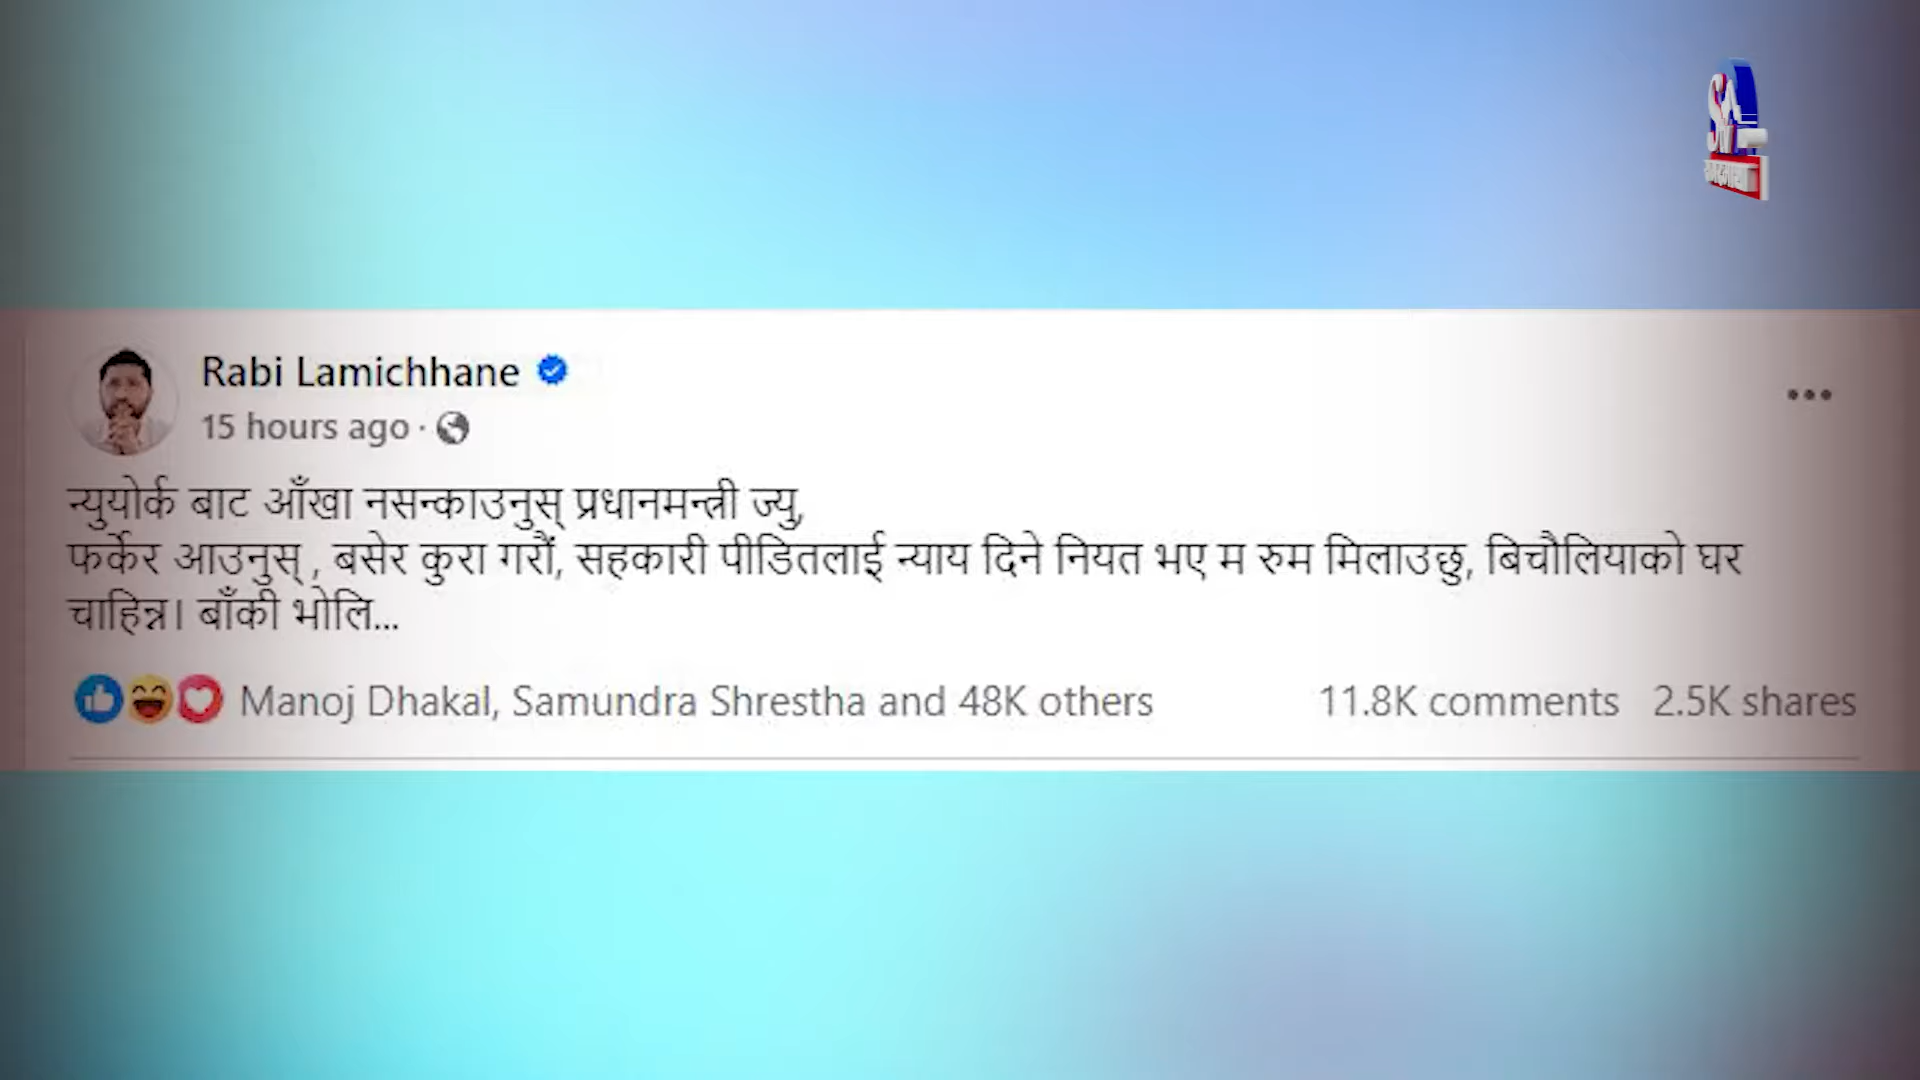 Rabi Lamichhane
15 hours ago ·
न्युयोर्क बाट आँखा नसन्काउनुस् प्रधानमन्त्री ज्यु,
फर्केर आउनुस् , बसेर कुरा गरौं, सहकारी पीडितलाई न्याय दिने नियत भए म रुम मिलाउछु, बिचौलियाको घर
चाहिन्न। बाँकी भोलि...
Manoj Dhakal, Samundra Shrestha and 48K others 11.8K comments 2.5K shares